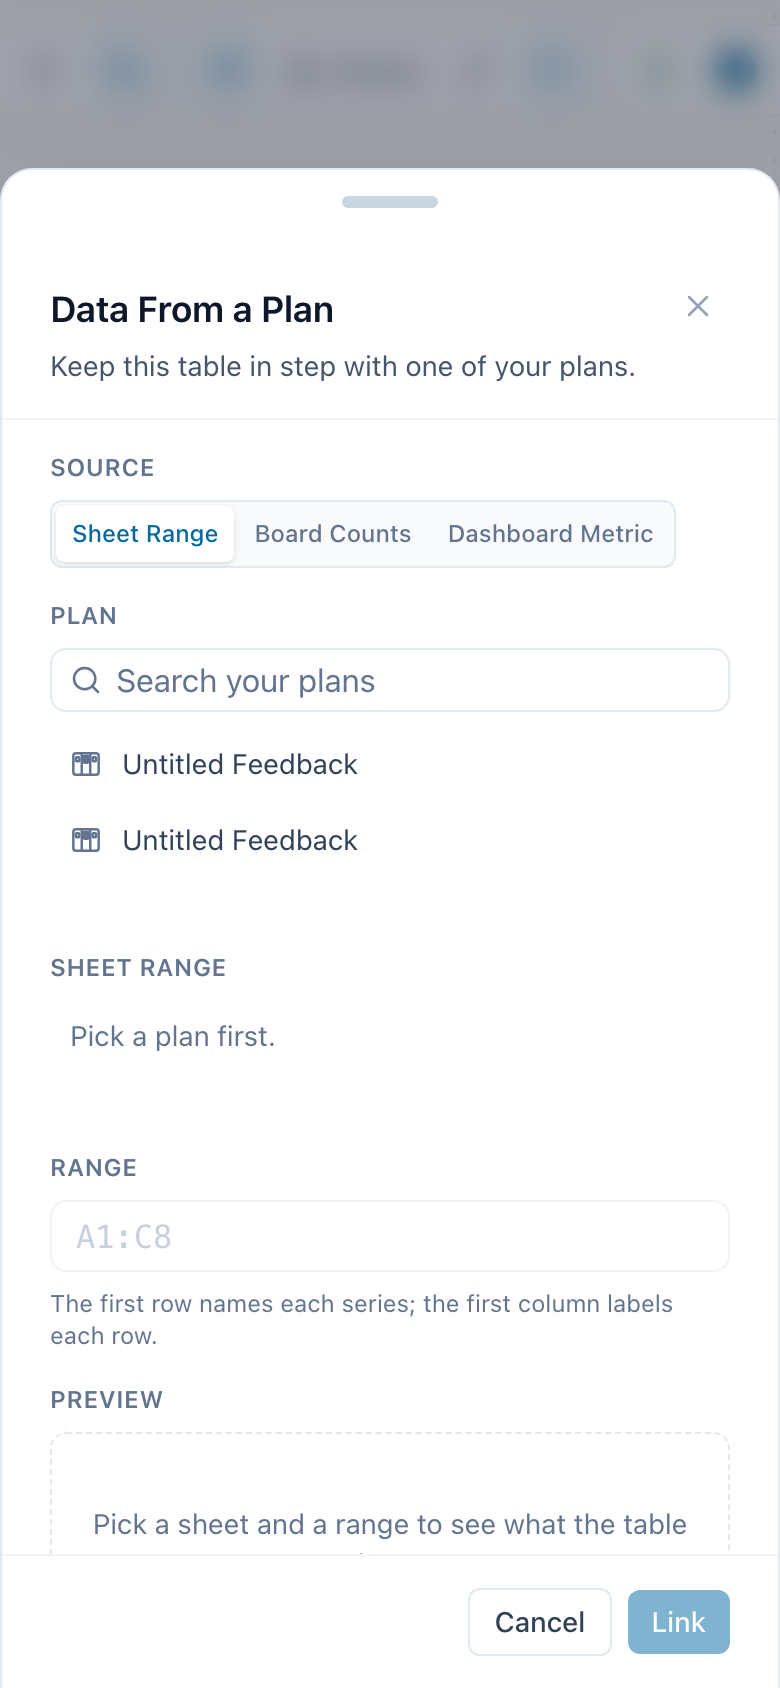 Data From a Plan
Keep this table in step with one of your plans.
SOURCE
Sheet Range
Board Counts
Dashboard Metric
PLAN
Search your plans
Untitled Feedback
Untitled Feedback
SHEET RANGE
Pick a plan first.
RANGE
A1:C8
The first row names each series; the first column labels
each row.
PREVIEW
Pick a sheet and a range to see what the table
Cancel
Link